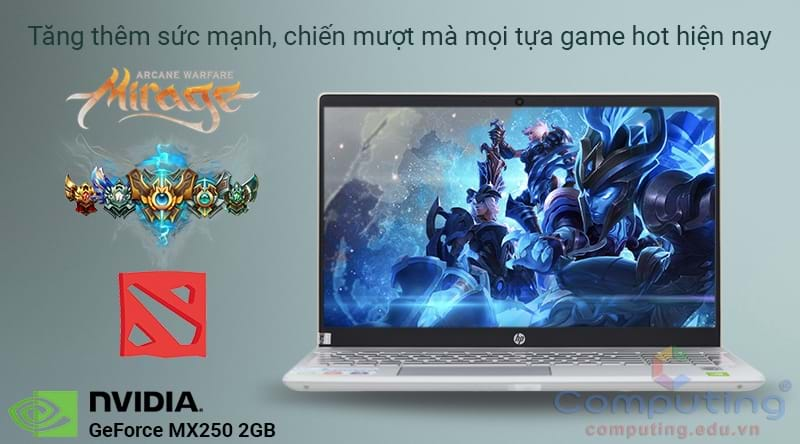 Tăng thêm sức mạnh, chiến mượt mà mọi tựa game hot hiện nay
ARCANE WARFARE
Mirage
hp
NVIDIA.
GeForce MX250 2GB
Computing
computing.edu.vn